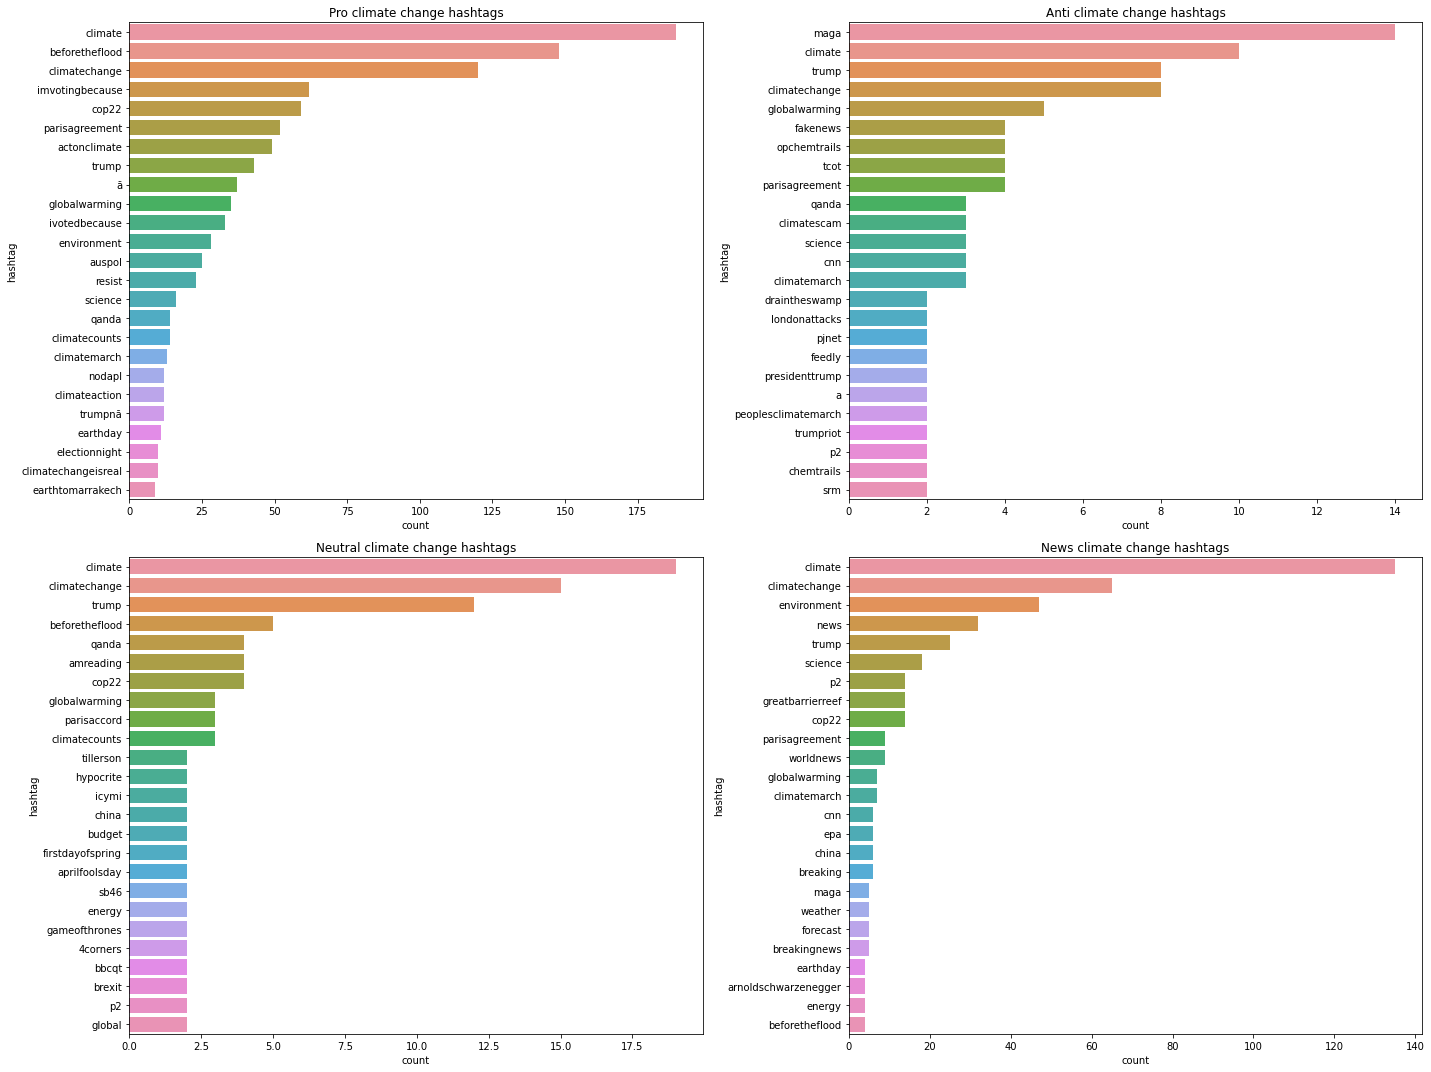 Pro climate change hashtags
hashtag
climate
beforetheflood
climatechange
imvotingbecause
cop22
parisagreement
actonclimate
trump
ā
globalwarming
ivotedbecause
environment
auspol
resist
science
qanda
climatecounts
climatemarch
nodapl
climateaction
trumpnā
earthday
electionnight
climatechangeisreal
earthtomarrakech
0 25 50 75 100 125 150 175
count
Anti climate change hashtags
hashtag
maga
climate
trump
climatechange
globalwarming
fakenews
opchemtrails
tcot
parisagreement
qanda
climatescam
science
cnn
climatemarch
draintheswamp
londonattacks
pjnet
feedly
presidenttrump
a
peoplesclimatemarch
trumpriot
p2
chemtrails
srm
0 2 4 6 8 10 12 14
count
Neutral climate change hashtags
hashtag
climate
climatechange
trump
beforetheflood
qanda
amreading
cop22
globalwarming
parisaccord
climatecounts
tillerson
hypocrite
icymi
china
budget
firstdayofspring
aprilfoolsday
sb46
energy
gameofthrones
4corners
bbcqt
brexit
p2
global
0.0 2.5 5.0 7.5 10.0 12.5 15.0 17.5
count
News climate change hashtags
hashtag
climate
climatechange
environment
news
trump
science
p2
greatbarrierreef
cop22
parisagreement
worldnews
globalwarming
climatemarch
cnn
epa
china
breaking
maga
weather
forecast
breakingnews
earthday
arnoldschwarzenegger
energy
beforetheflood
0 20 40 60 80 100 120 140
count